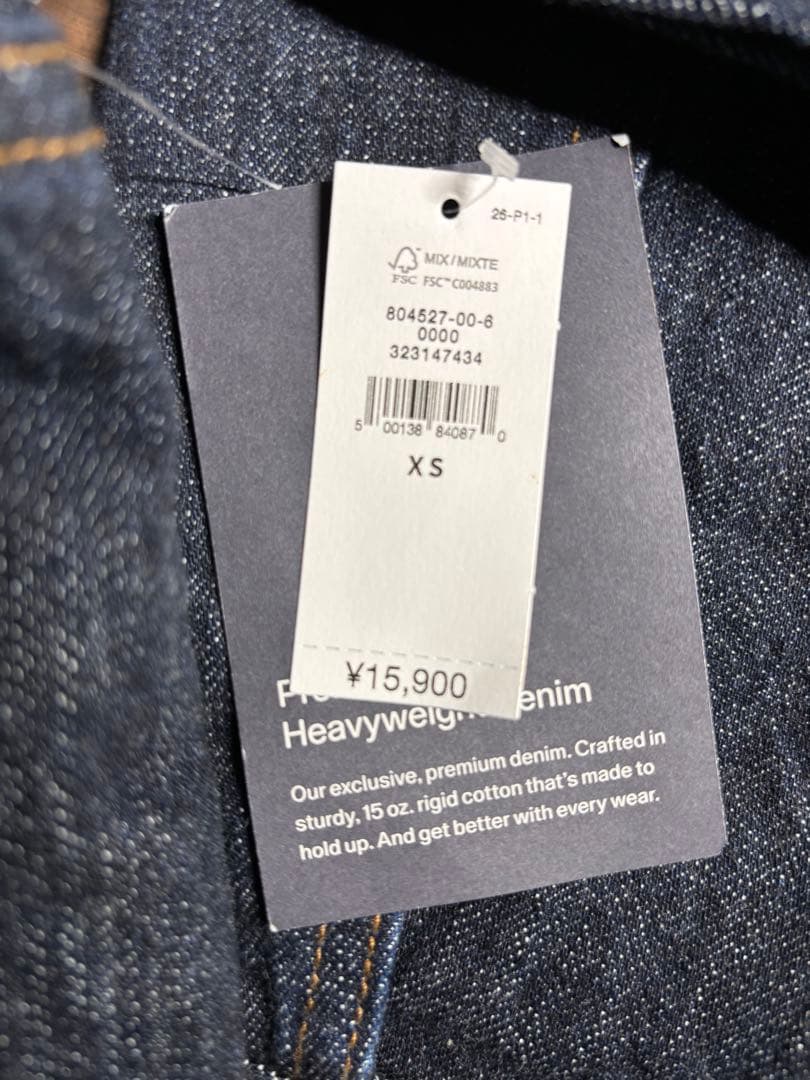 26-P1-1
MIX/MIXTE
FSC FSC™ C004883
804527-00-6
0000
323147434
5 00138 84087 0
XS
¥15,900
Our exclusive, premium denim. Crafted in
sturdy, 15 oz. rigid cotton that's made to
hold up. And get better with every wear.